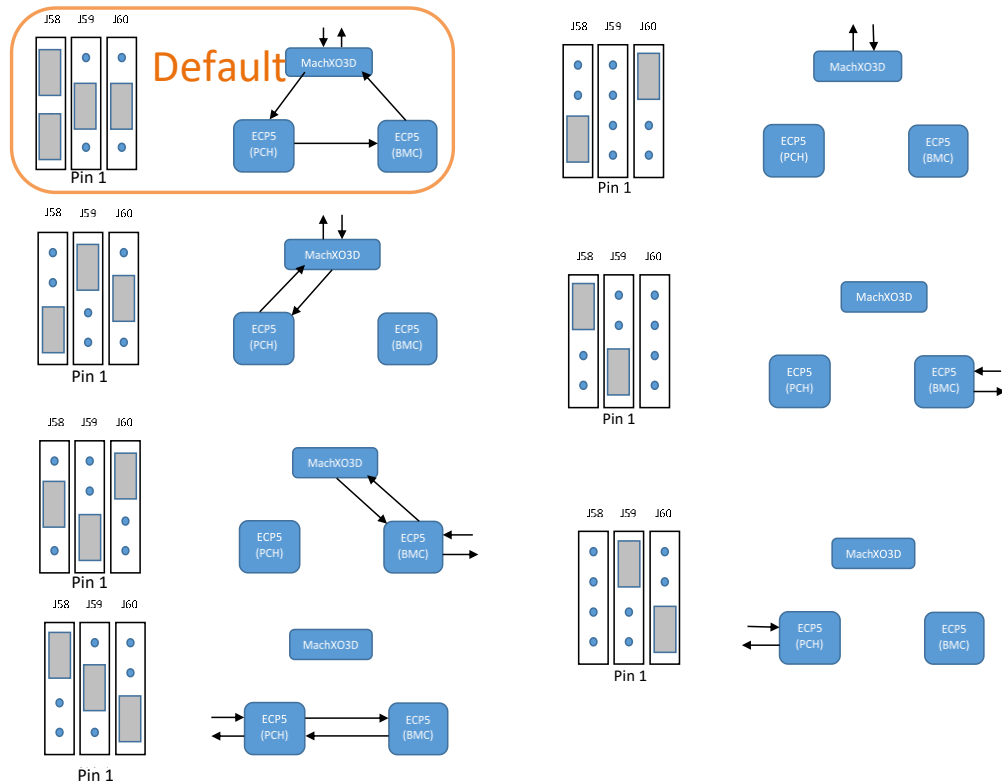 J58 J59 J60
Default
MachXO3D
ECP5
(PCH)
ECP5
(BMC)
Pin 1
J58 J59 J60
MachXO3D
ECP5
(PCH)
ECP5
(BMC)
Pin 1
J58 J59 J60
MachXO3D
ECP5
(PCH)
ECP5
(BMC)
Pin 1
J58 J59 J60
MachXO3D
ECP5
(PCH)
ECP5
(BMC)
Pin 1
J58 J59 J60
MachXO3D
ECP5
(PCH)
ECP5
(BMC)
Pin 1
J58 J59 J60
MachXO3D
ECP5
(PCH)
ECP5
(BMC)
Pin 1
J58 J59 J60
MachXO3D
ECP5
(PCH)
ECP5
(BMC)
Pin 1